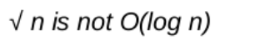 √ n is not O(log n)